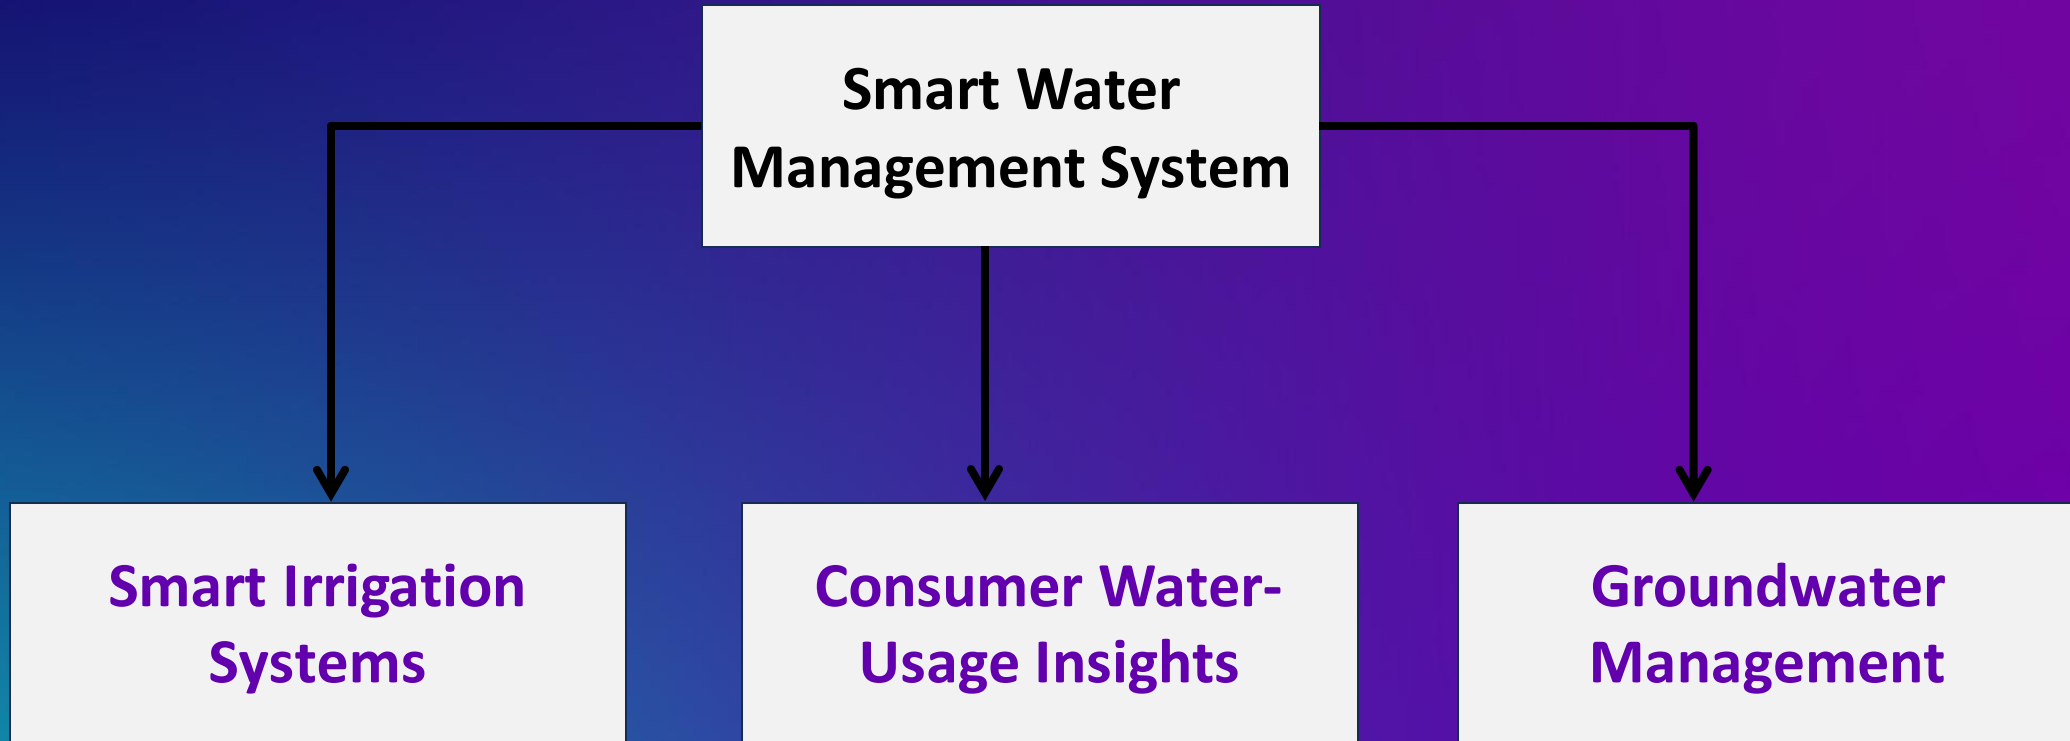 Smart Water
Management System
Smart Irrigation
Systems
Consumer Water-
Usage Insights
Groundwater
Management